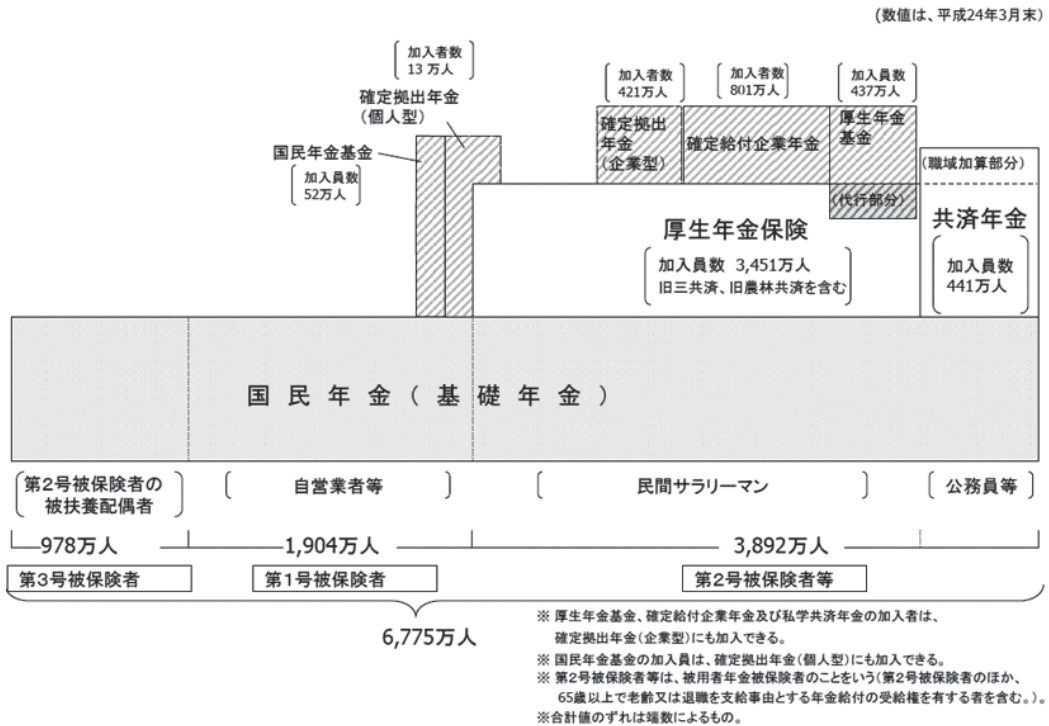 (数値は、平成24年3月末)
加入者数
13 万人
確定拠出年金
(個人型)
国民年金基金
加入員数
52万人
加入者数
421万人
加入者数
801万人
加入員数
437万人
確定拠出
年金
(企業型)
確定給付企業年金
厚生年金
基金
(代行部分)
(職域加算部分)
厚生年金保険
加入員数 3,451万人
旧三共済、旧農林共済を含む
共済年金
加入員数
441万人
国民年金(基礎年金)
第2号被保険者の
被扶養配偶者
自営業者等
民間サラリーマン
公務員等
978万人
1,904万人
3,892万人
第3号被保険者
第1号被保険者
第2号被保険者等
6,775万人
※ 厚生年金基金、確定給付企業年金及び私学共済年金の加入者は、
確定拠出年金(企業型)にも加入できる。
※ 国民年金基金の加入員は、確定拠出年金(個人型)にも加入できる。
※ 第2号被保険者等は、被用者年金被保険者のことをいう(第2号被保険者のほか、
65歳以上で老齢又は退職を支給事由とする年金給付の受給権を有する者を含む。)。
※合計値のずれは端数によるもの。